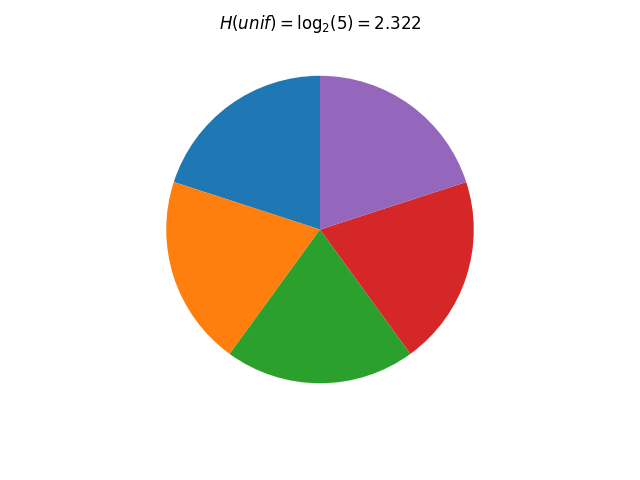 H(unif) = log₂(5) = 2.322